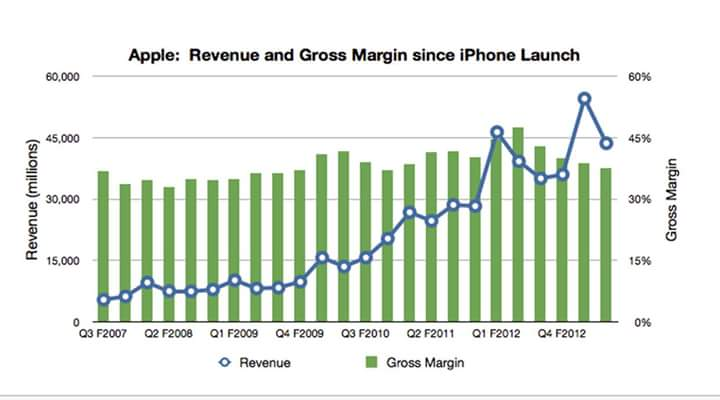 Apple:  Revenue and Gross Margin since iPhone Launch
60,000
45,000
30,000
15,000
0
Revenue (millions)
60%
45%
30%
15%
0%
Gross Margin
Q3 F2007
Q2 F2008
Q1 F2009
Q4 F2009
Q3 F2010
Q2 F2011
Q1 F2012
Q4 F2012
Revenue
Gross Margin